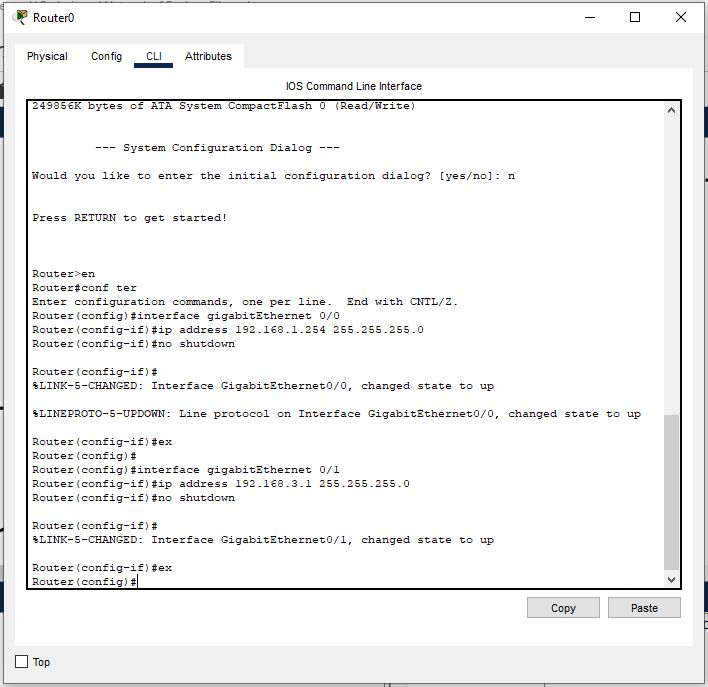 Router0
Physical Config CLI Attributes
IOS Command Line Interface
249856K bytes of ATA System CompactFlash 0 (Read/Write)
--- System Configuration Dialog ---
Would you like to enter the initial configuration dialog? [yes/no]: n
Press RETURN to get started!
Router>en
Router#conf ter
Enter configuration commands, one per line.  End with CNTL/Z.
Router(config)#interface gigabitEthernet 0/0
Router(config-if)#ip address 192.168.1.254 255.255.255.0
Router(config-if)#no shutdown
Router(config-if)#
%LINK-5-CHANGED: Interface GigabitEthernet0/0, changed state to up
%LINEPROTO-5-UPDOWN: Line protocol on Interface GigabitEthernet0/0, changed state to up
Router(config-if)#ex
Router(config)#
Router(config)#interface gigabitEthernet 0/1
Router(config-if)#ip address 192.168.3.1 255.255.255.0
Router(config-if)#no shutdown
Router(config-if)#
%LINK-5-CHANGED: Interface GigabitEthernet0/1, changed state to up
Router(config-if)#ex
Router(config)#
Copy Paste
Top